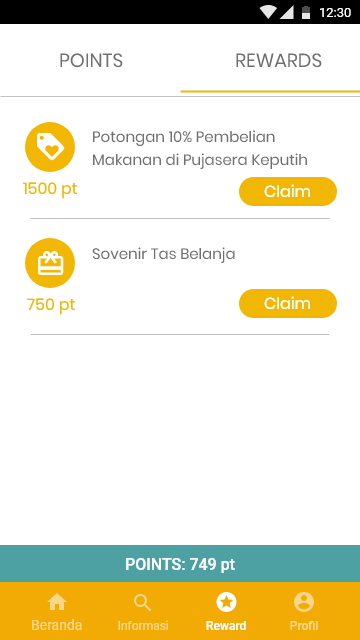 12:30
POINTS
REWARDS
Potongan 10% Pembelian
Makanan di Pujasera Keputih
1500 pt
Claim
Sovenir Tas Belanja
750 pt
Claim
POINTS: 749 pt
Beranda
Informasi
Reward
Profil